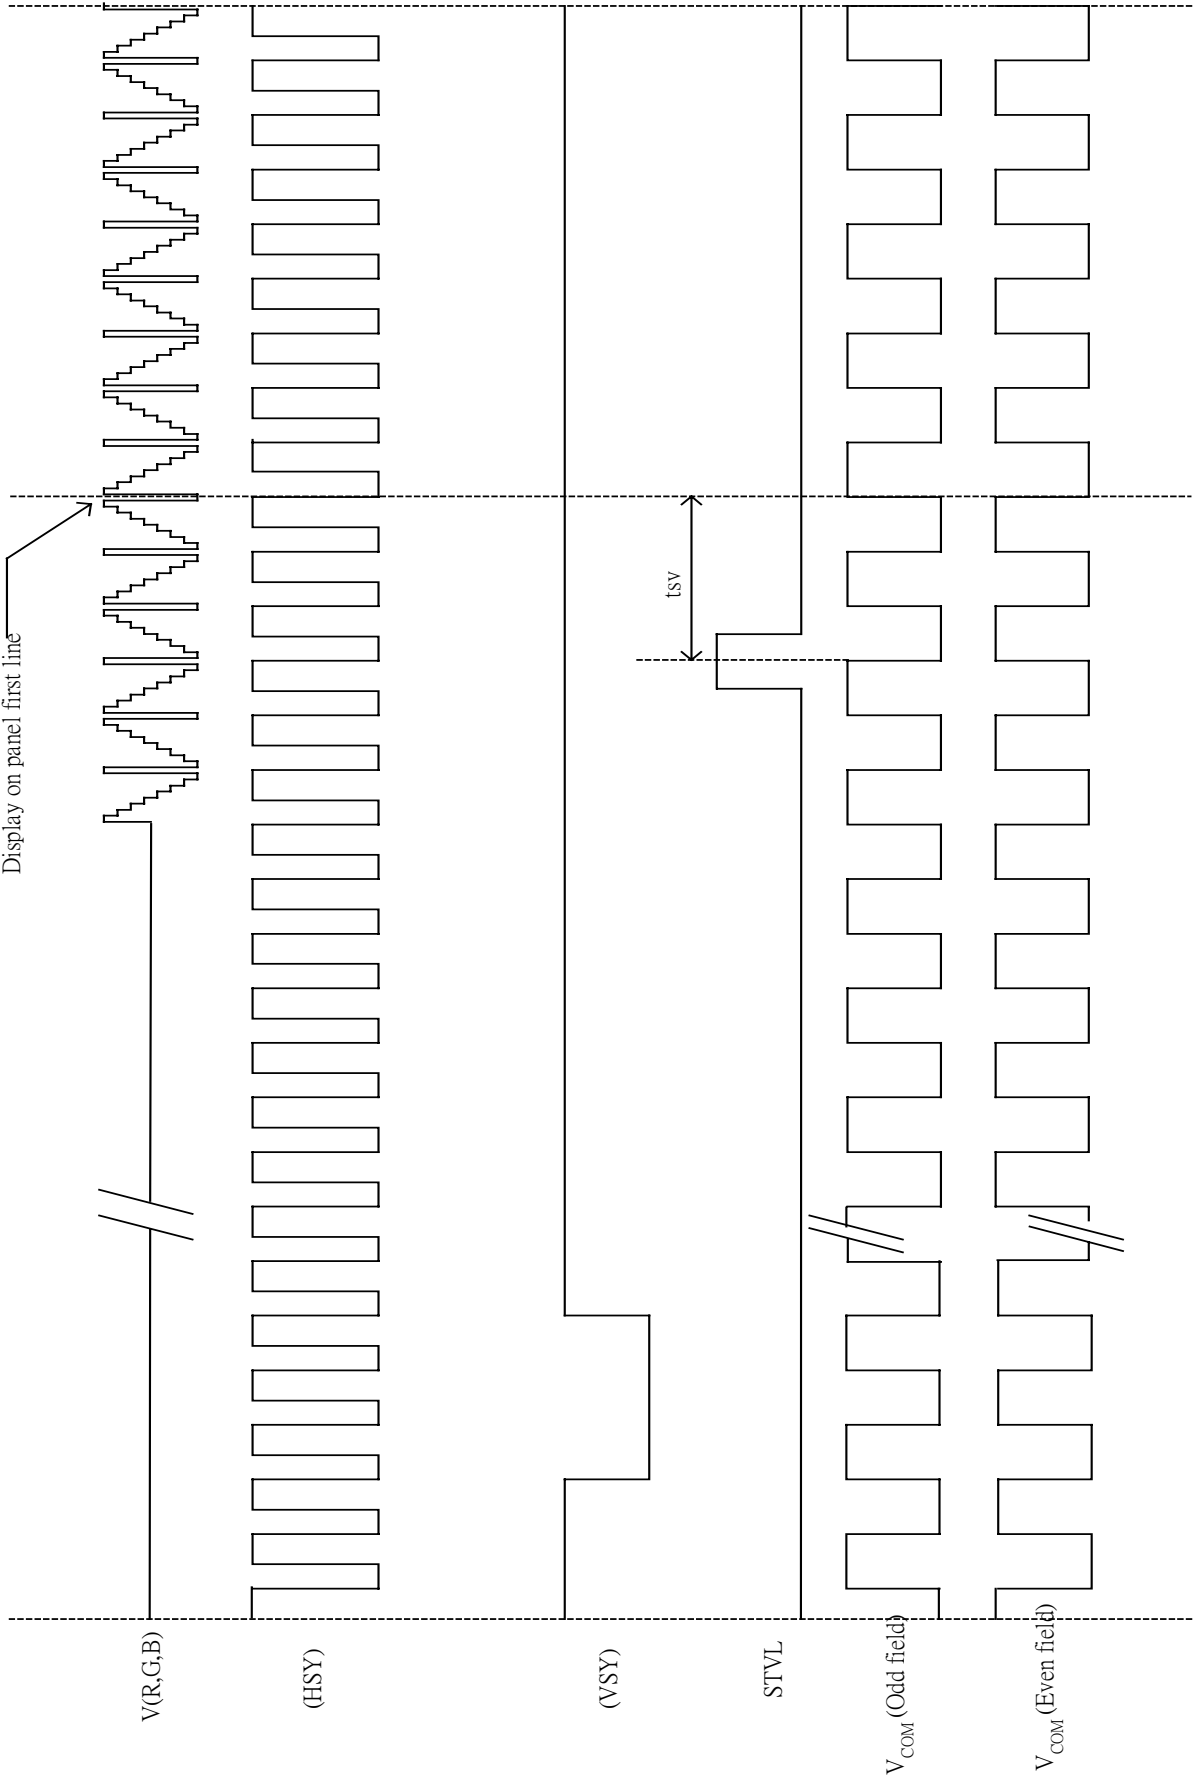 Display on panel first line
tsv
V(R,G,B)
(HSY)
(VSY)
STVL
VCOM (Odd field)
VCOM (Even field)